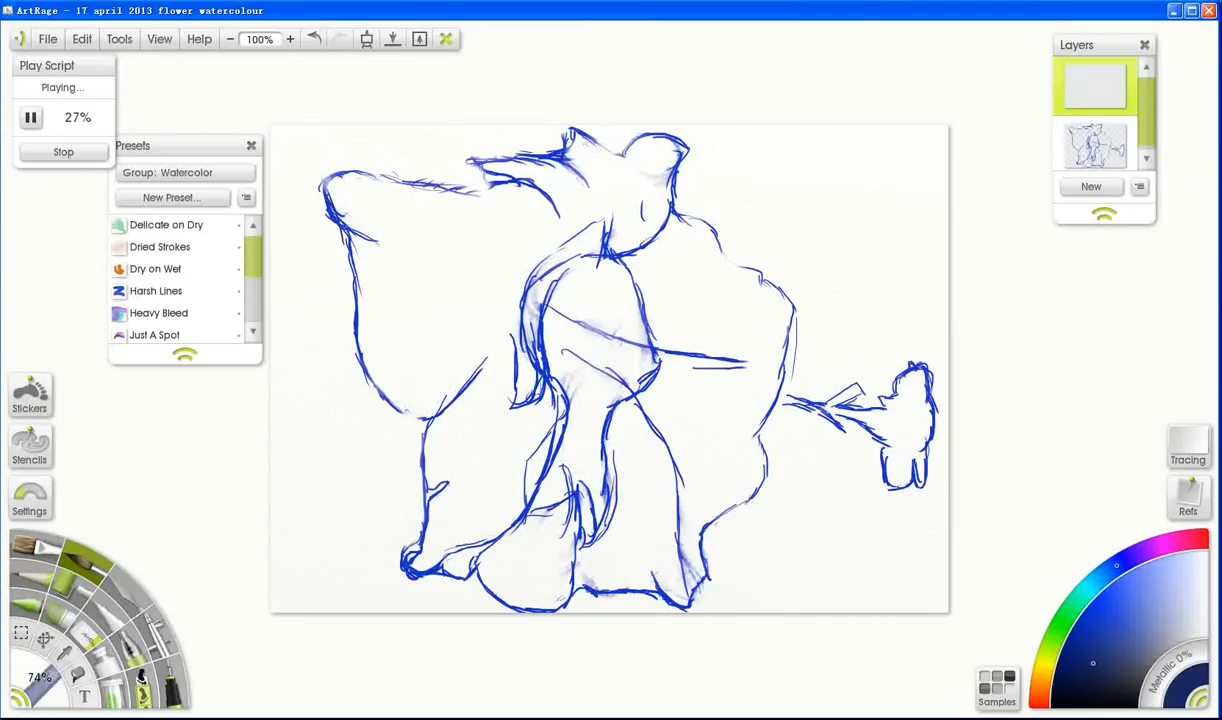 ArtRage - 17 april 2013 flower watercolour
File Edit Tools View Help - 100% +
Play Script
Playing...
27%
Stop
Presets
Group: Watercolor
New Preset...
Delicate on Dry
Dried Strokes
Dry on Wet
Harsh Lines
Heavy Bleed
Just A Spot
Layers
New
Stickers
Stencils
Settings
Tracing
Refs
74%
T
Metallic 0%
Samples